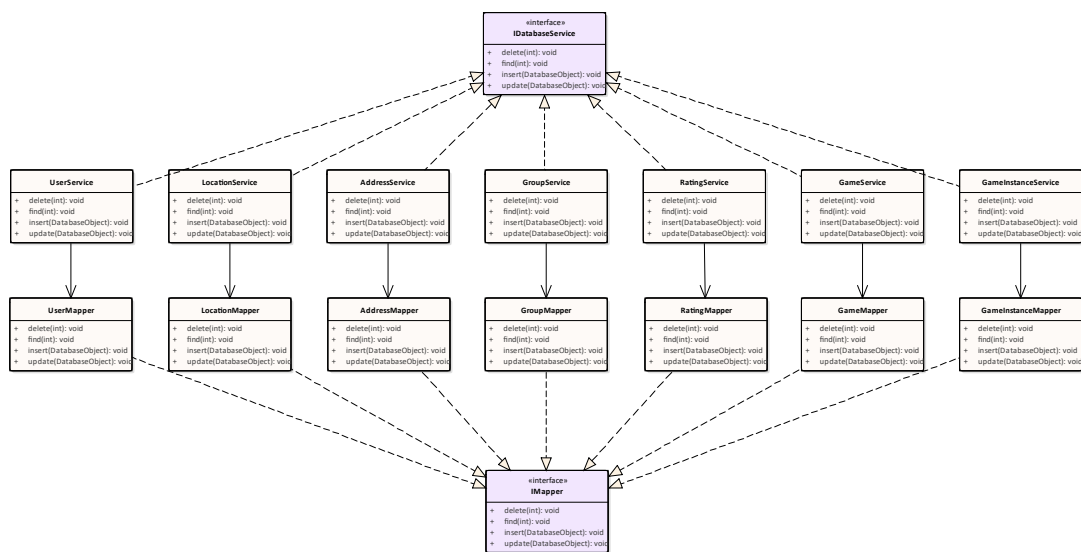 «interface»
IDatabaseService
+ delete(int): void
+ find(int): void
+ insert(DatabaseObject): void
+ update(DatabaseObject): void
UserService
+ delete(int): void
+ find(int): void
+ insert(DatabaseObject): void
+ update(DatabaseObject): void
LocationService
+ delete(int): void
+ find(int): void
+ insert(DatabaseObject): void
+ update(DatabaseObject): void
AddressService
+ delete(int): void
+ find(int): void
+ insert(DatabaseObject): void
+ update(DatabaseObject): void
GroupService
+ delete(int): void
+ find(int): void
+ insert(DatabaseObject): void
+ update(DatabaseObject): void
RatingService
+ delete(int): void
+ find(int): void
+ insert(DatabaseObject): void
+ update(DatabaseObject): void
GameService
+ delete(int): void
+ find(int): void
+ insert(DatabaseObject): void
+ update(DatabaseObject): void
GameInstanceService
+ delete(int): void
+ find(int): void
+ insert(DatabaseObject): void
+ update(DatabaseObject): void
UserMapper
+ delete(int): void
+ find(int): void
+ insert(DatabaseObject): void
+ update(DatabaseObject): void
LocationMapper
+ delete(int): void
+ find(int): void
+ insert(DatabaseObject): void
+ update(DatabaseObject): void
AddressMapper
+ delete(int): void
+ find(int): void
+ insert(DatabaseObject): void
+ update(DatabaseObject): void
GroupMapper
+ delete(int): void
+ find(int): void
+ insert(DatabaseObject): void
+ update(DatabaseObject): void
RatingMapper
+ delete(int): void
+ find(int): void
+ insert(DatabaseObject): void
+ update(DatabaseObject): void
GameMapper
+ delete(int): void
+ find(int): void
+ insert(DatabaseObject): void
+ update(DatabaseObject): void
GameInstanceMapper
+ delete(int): void
+ find(int): void
+ insert(DatabaseObject): void
+ update(DatabaseObject): void
«interface»
IMapper
+ delete(int): void
+ find(int): void
+ insert(DatabaseObject): void
+ update(DatabaseObject): void